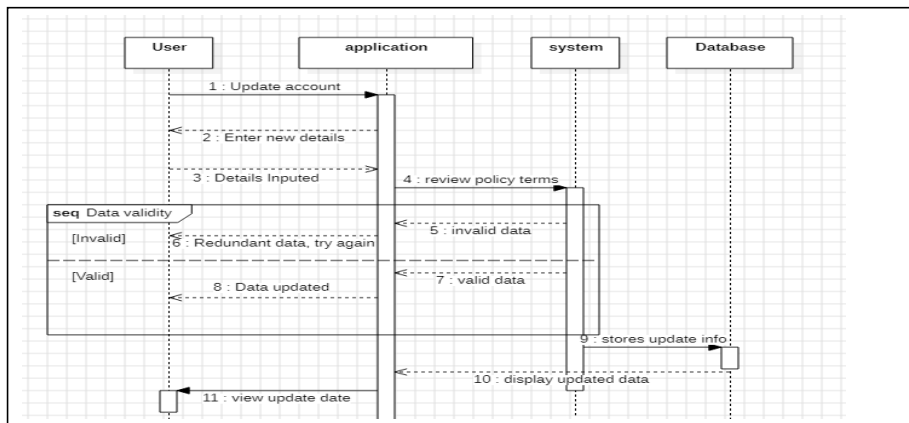 User
application
system
Database
1 : Update account
2 : Enter new details
3 : Details Inputed
4 : review policy terms
seq Data validity
5 : invalid data
[Invalid]
6 : Redundant data, try again
[Valid]
7 : valid data
8 : Data updated
9 : stores update info
10 : display updated data
11 : view update date